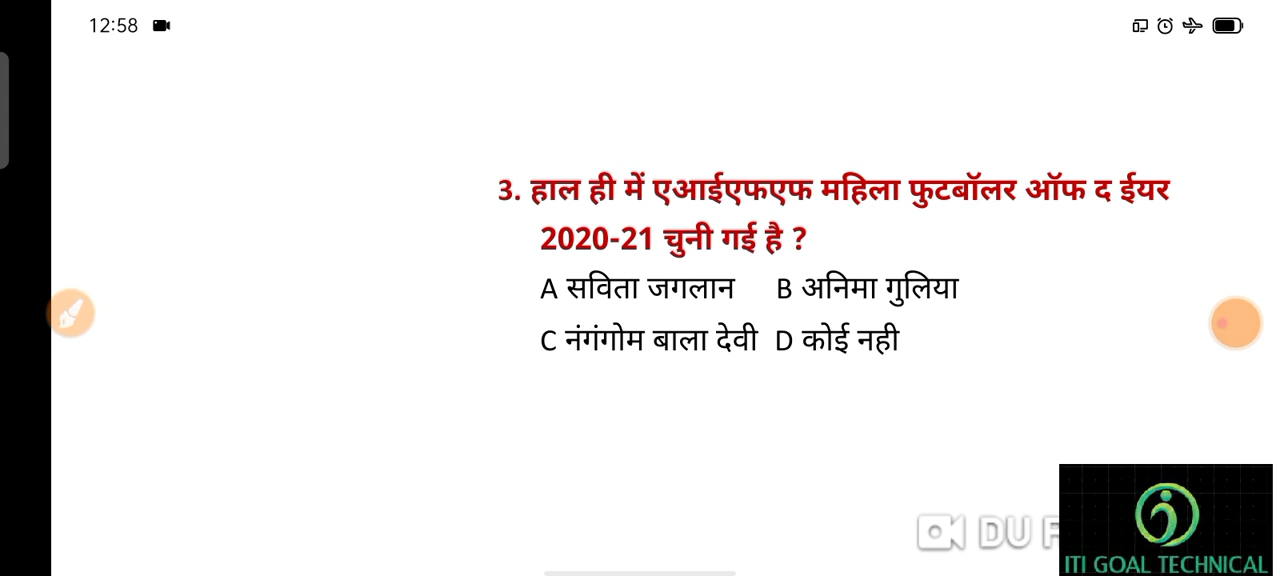 12:58
3. हाल ही में एआईएफएफ महिला फुटबॉलर ऑफ द ईयर
2020-21 चुनी गई है ?
A सविता जगलान B अनिमा गुलिया
C नंगंगोम बाला देवी D कोई नही
DU
ITI GOAL TECHNICAL